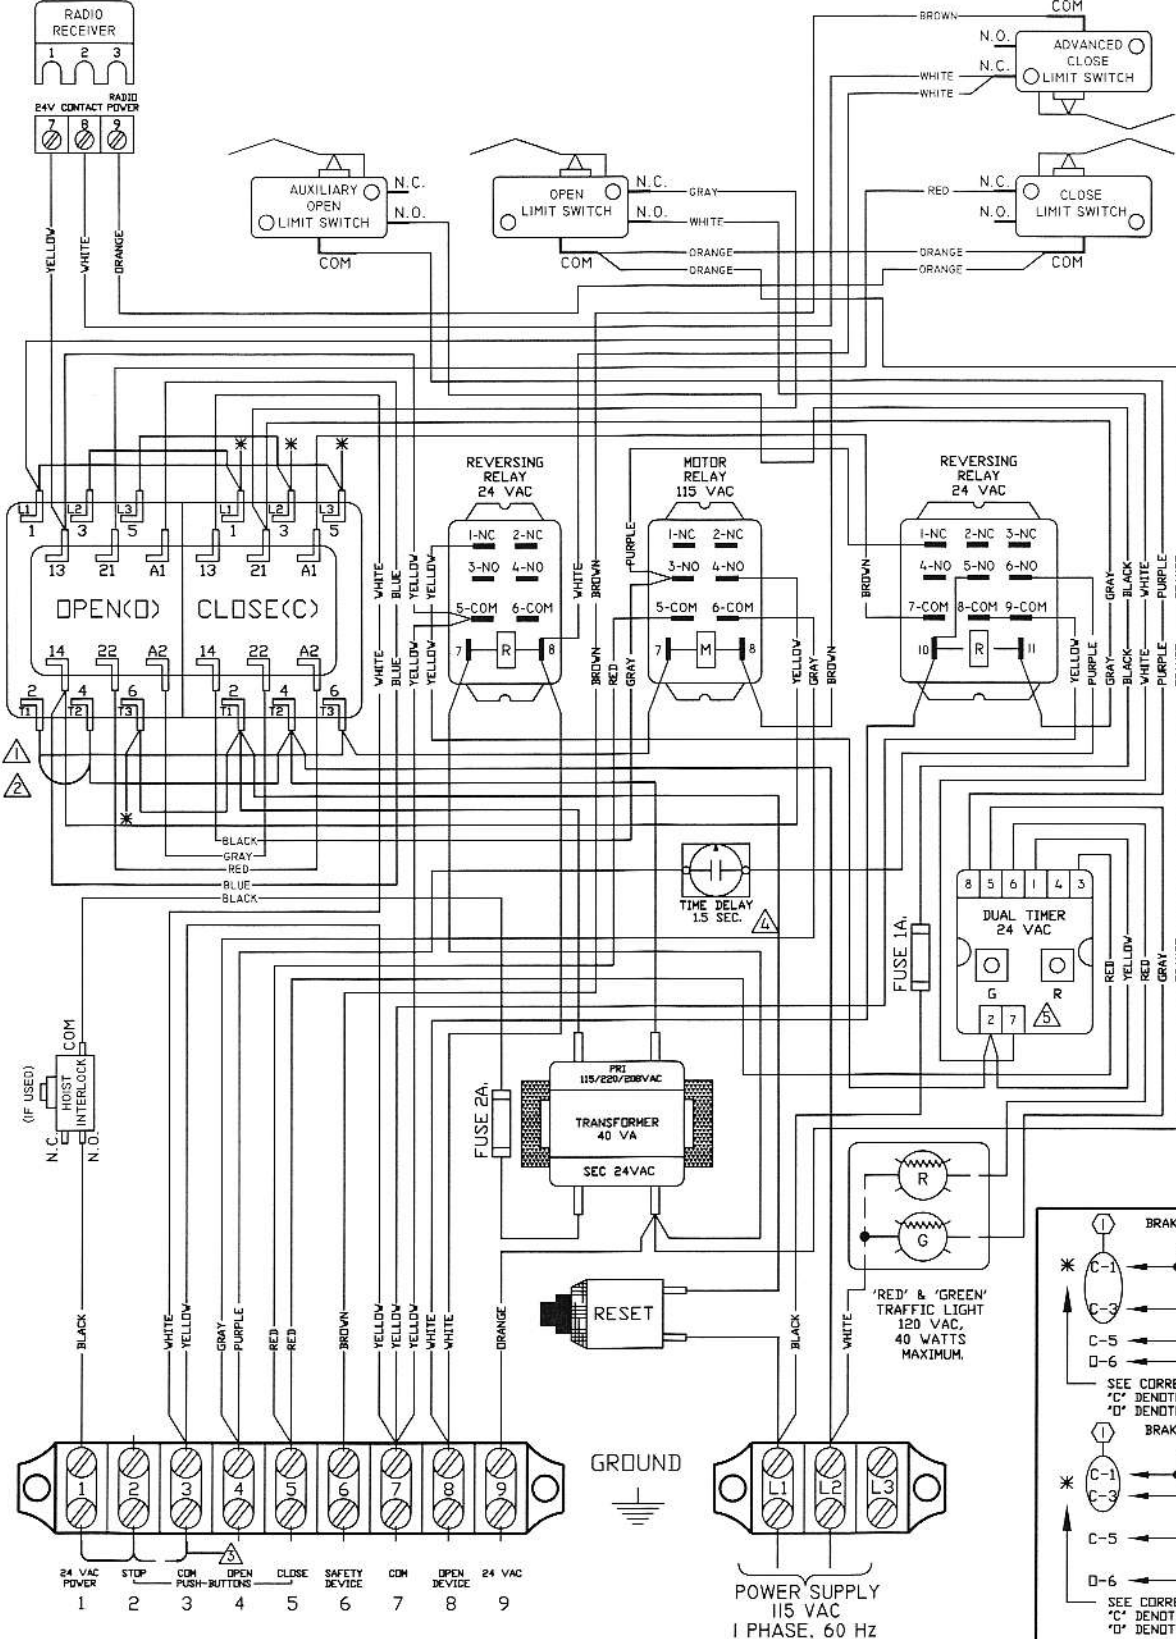 RADIO
RECEIVER
1 2 3
24V CONTACT RADIO POWER
7 8 9
YELLOW
WHITE
ORANGE
AUXILIARY
OPEN
LIMIT SWITCH
N.C.
N.O.
COM
OPEN
LIMIT SWITCH
N.C.
N.O.
COM
GRAY
WHITE
ORANGE
ORANGE
BROWN
WHITE
WHITE
COM
N.O.
N.C.
ADVANCED
CLOSE
LIMIT SWITCH
RED
ORANGE
ORANGE
N.C.
N.O.
CLOSE
LIMIT SWITCH
COM
L1 L2 L3 L1 L2 L3
1 3 5 1 3 5
13 21 A1 13 21 A1
OPEN(O) CLOSE(C)
14 22 A2 14 22 A2
2 4 6 2 4 6
T1 T2 T3 T1 T2 T3
1
2
WHITE
BLUE
YELLOW
YELLOW
WHITE
BLUE
YELLOW
YELLOW
REVERSING
RELAY
24 VAC
1-NC 2-NC
3-NO 4-NO
5-COM 6-COM
7 R 8
WHITE
BROWN
PURPLE
BROWN
RED
GRAY
MOTOR
RELAY
115 VAC
1-NC 2-NC
3-NO 4-NO
5-COM 6-COM
7 M 8
YELLOW
GRAY
BROWN
BROWN
REVERSING
RELAY
24 VAC
1-NC 2-NC 3-NC
4-NO 5-NO 6-NO
7-COM 8-COM 9-COM
10 R 11
GRAY
BLACK
WHITE
PURPLE
YELLOW
PURPLE
GRAY
BLACK
WHITE
PURPLE
BLACK
GRAY
RED
BLUE
BLACK
TIME DELAY
1.5 SEC.
4
FUSE 1A.
8 5 6 1 4 3
DUAL TIMER
24 VAC
G R
2 7
5
RED
YELLOW
RED
GRAY
(IF USED)
HOIST
INTERLOCK
COM
N.C.
N.O.
FUSE 2A.
PRI
115/220/208VAC
TRANSFORMER
40 VA
SEC 24VAC
R
G
'RED' & 'GREEN'
TRAFFIC LIGHT
120 VAC,
40 WATTS
MAXIMUM.
RESET
BLACK
WHITE
YELLOW
GRAY
PURPLE
RED
RED
BROWN
YELLOW
YELLOW
YELLOW
WHITE
WHITE
ORANGE
BLACK
WHITE
1 BRAK
C-1
C-3
C-5
O-6
SEE CORRE
"C" DENOT
"O" DENOT
1 BRAK
C-1
C-3
C-5
O-6
SEE CORRE
"C" DENOT
"O" DENOT
1 2 3 4 5 6 7 8 9
GROUND
L1 L2 L3
3
24 VAC POWER
STOP
COM
OPEN
PUSH-BUTTONS
CLOSE
SAFETY DEVICE
COM
OPEN DEVICE
24 VAC
1 2 3 4 5 6 7 8 9
POWER SUPPLY
115 VAC
1 PHASE, 60 Hz